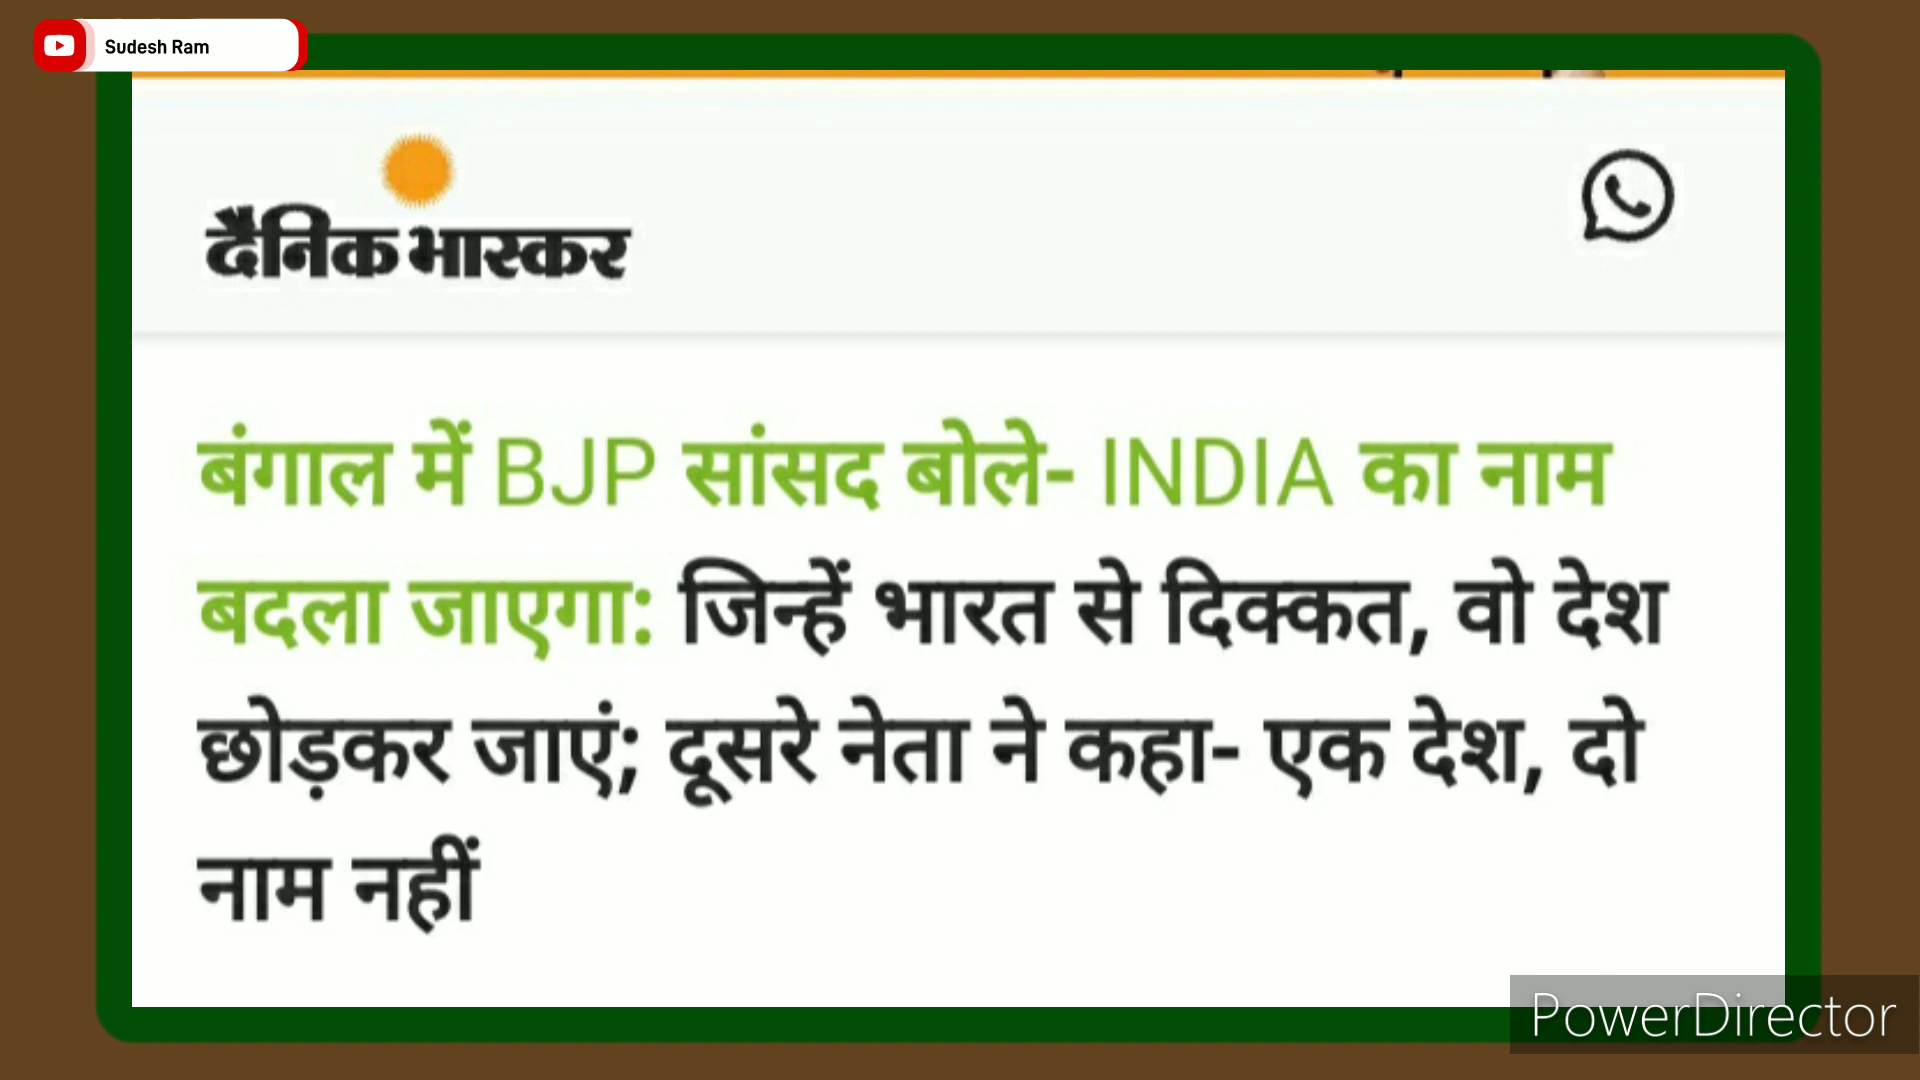 Sudesh Ram
दैनिक भास्कर
बंगाल में BJP सांसद बोले- INDIA का नाम
बदला जाएगा: जिन्हें भारत से दिक्कत, वो देश
छोड़कर जाएं; दूसरे नेता ने कहा- एक देश, दो
नाम नहीं
PowerDirector